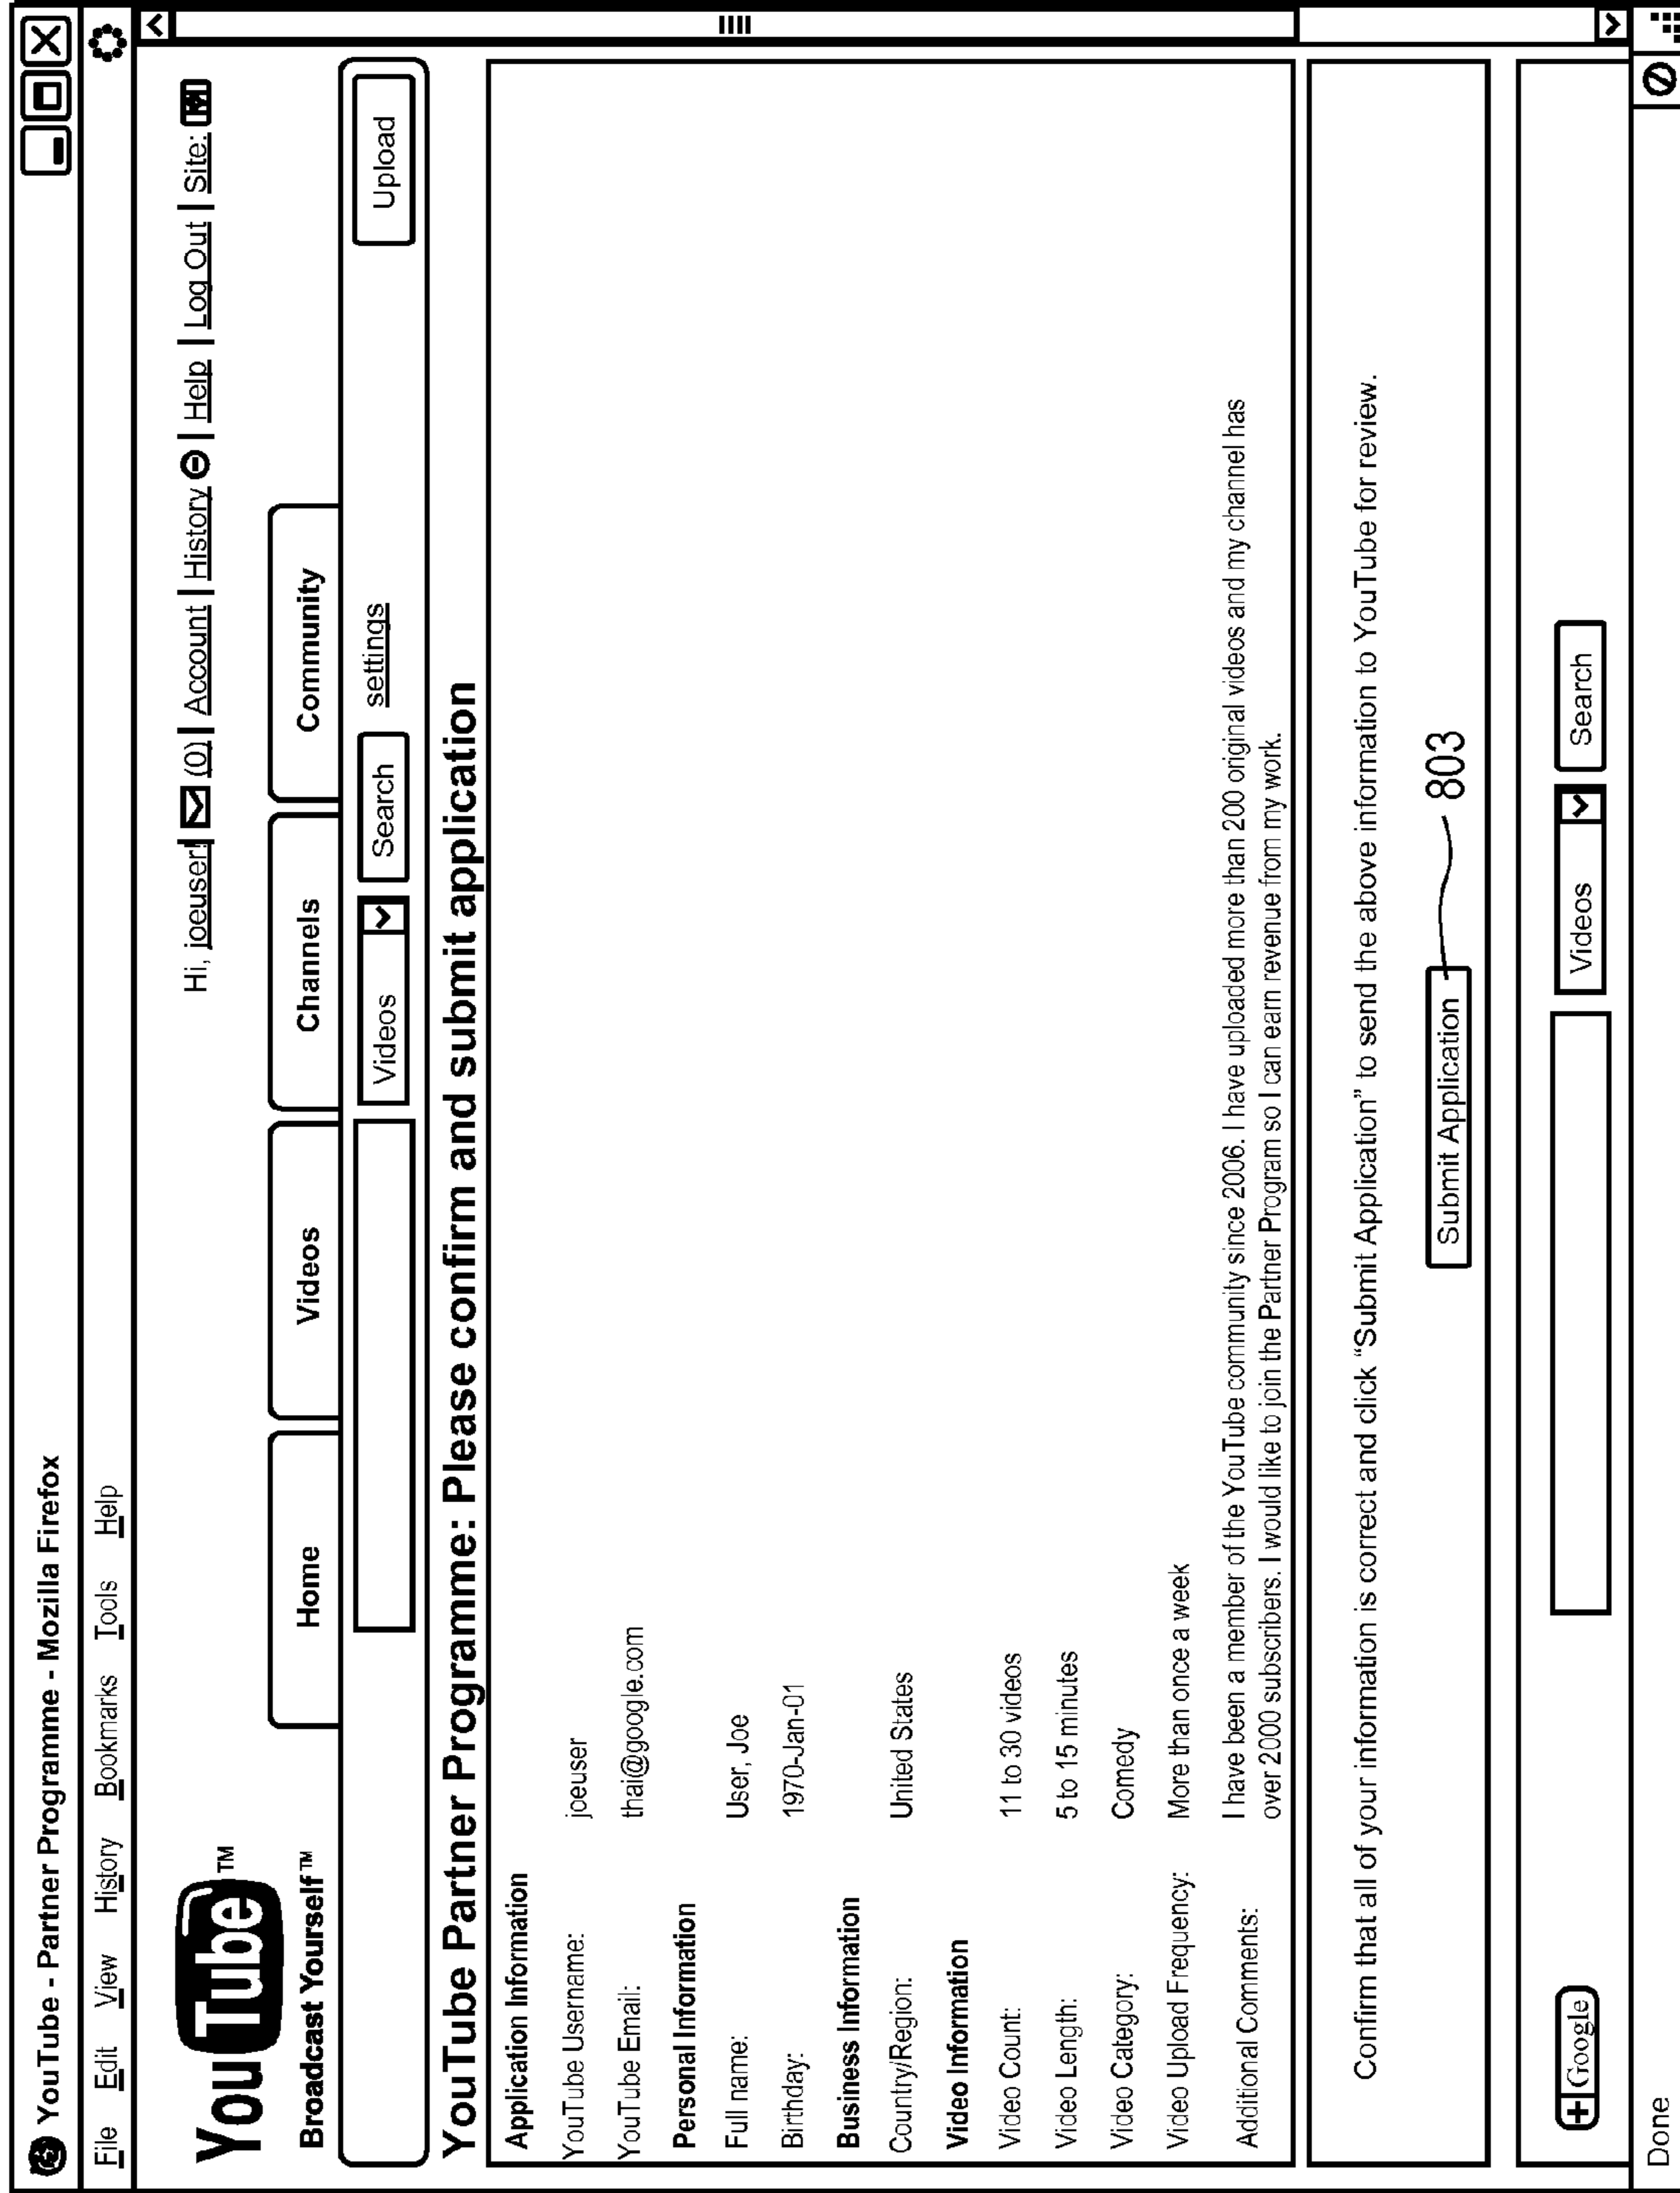 YouTube - Partner Programme - Mozilla Firefox
File Edit View History Bookmarks Tools Help
YouTube™
Hi, joeuser! (0) | Account | History | Help | Log Out | Site:
Broadcast Yourself™
Home Videos Channels Community
Videos Search settings Upload
YouTube Partner Programme: Please confirm and submit application
Application Information
YouTube Username: joeuser
YouTube Email: thai@google.com
Personal Information
Full name: User, Joe
Birthday: 1970-Jan-01
Business Information
Country/Region: United States
Video Information
Video Count: 11 to 30 videos
Video Length: 5 to 15 minutes
Video Category: Comedy
Video Upload Frequency: More than once a week
Additional Comments: I have been a member of the YouTube community since 2006. I have uploaded more than 200 original videos and my channel has
over 2000 subscribers. I would like to join the Partner Program so I can earn revenue from my work.
Confirm that all of your information is correct and click “Submit Application” to send the above information to YouTube for review.
Submit Application 803
Google Videos Search
Done